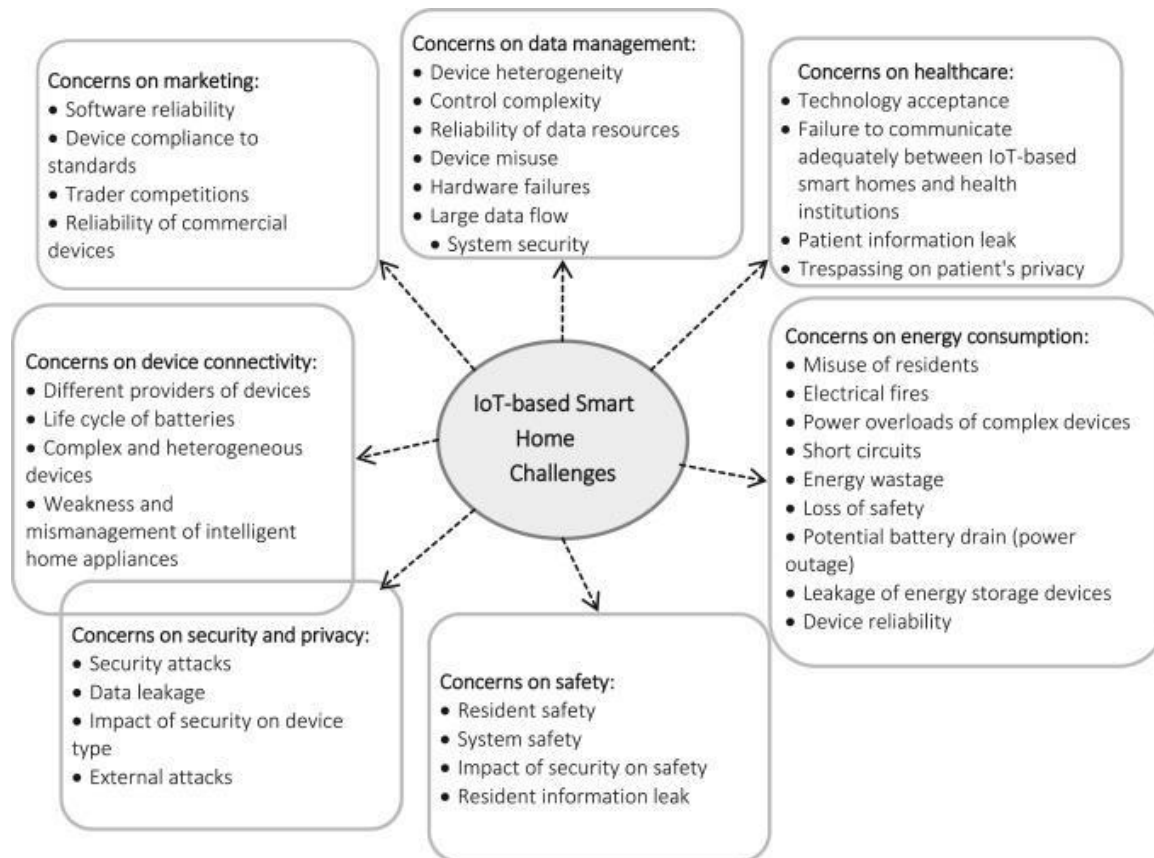 Concerns on marketing:
● Software reliability
● Device compliance to
standards
● Trader competitions
● Reliability of commercial
devices
Concerns on data management:
● Device heterogeneity
● Control complexity
● Reliability of data resources
● Device misuse
● Hardware failures
● Large data flow
● System security
Concerns on healthcare:
● Technology acceptance
● Failure to communicate
adequately between IoT-based
smart homes and health
institutions
● Patient information leak
● Trespassing on patient's privacy
Concerns on device connectivity:
● Different providers of devices
● Life cycle of batteries
● Complex and heterogeneous
devices
● Weakness and
mismanagement of intelligent
home appliances
IoT-based Smart
Home
Challenges
Concerns on energy consumption:
● Misuse of residents
● Electrical fires
● Power overloads of complex devices
● Short circuits
● Energy wastage
● Loss of safety
● Potential battery drain (power
outage)
● Leakage of energy storage devices
● Device reliability
Concerns on security and privacy:
● Security attacks
● Data leakage
● Impact of security on device
type
● External attacks
Concerns on safety:
● Resident safety
● System safety
● Impact of security on safety
● Resident information leak